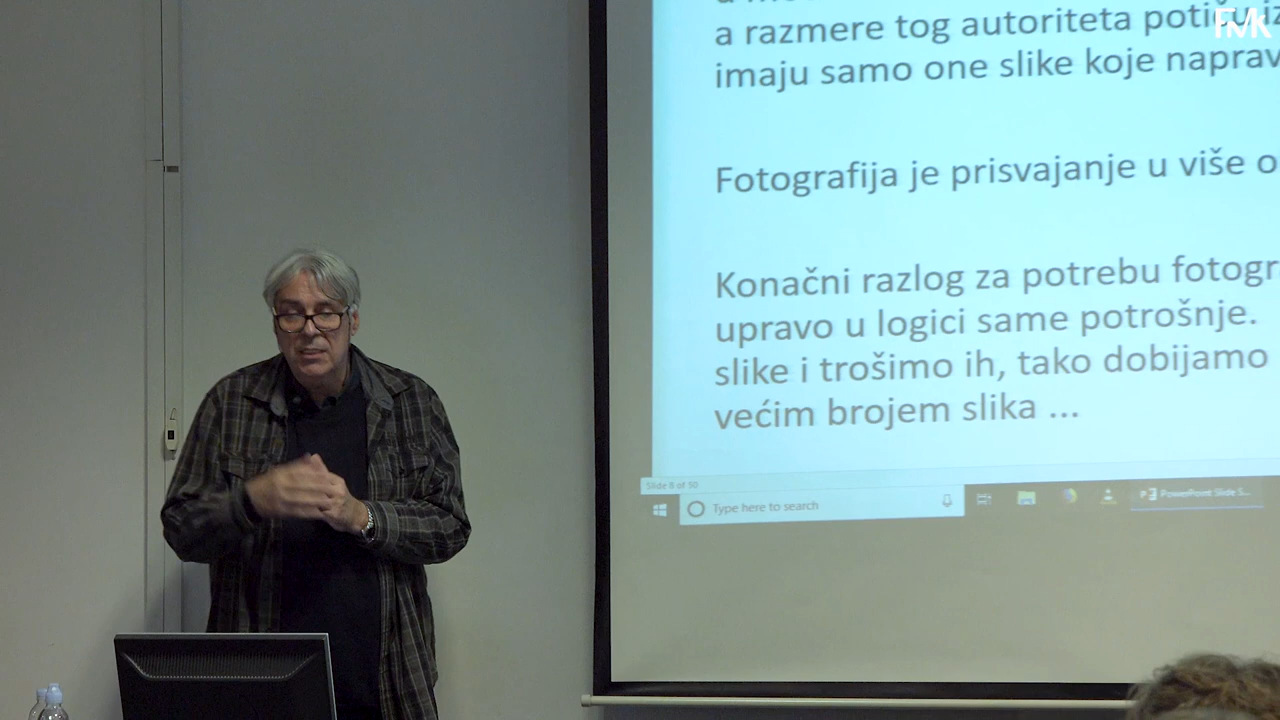 a razmere tog autoriteta potiču iz
imaju samo one slike koje naprav
Fotografija je prisvajanje u više o
Konačni razlog za potrebu fotogr
upravo u logici same potrošnje.
slike i trošimo ih, tako dobijamo
većim brojem slika ...
Slide 8 of 50
Type here to search
PowerPoint Slide S...
FMK